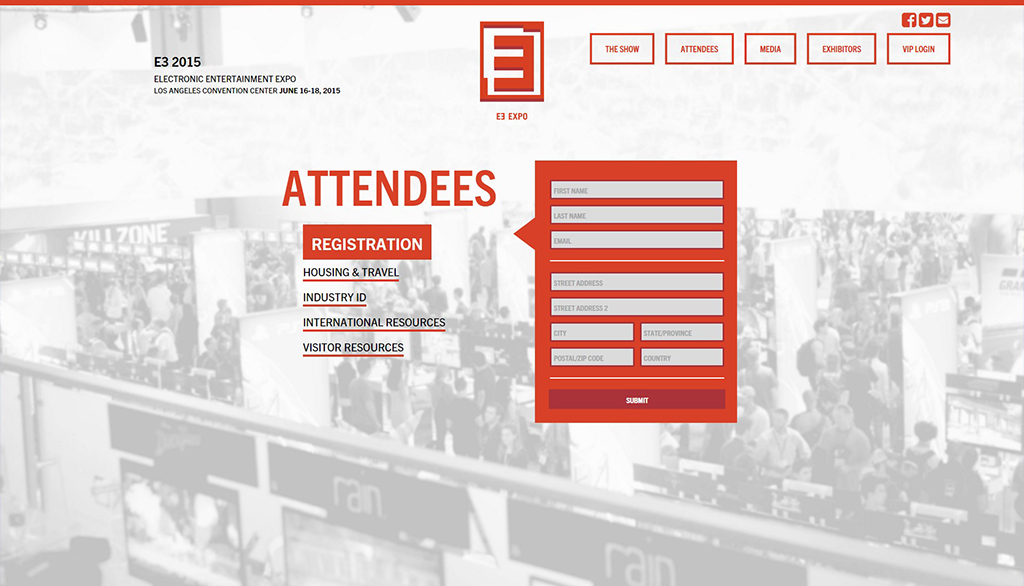 E3 2015
ELECTRONIC ENTERTAINMENT EXPO
LOS ANGELES CONVENTION CENTER JUNE 16-18, 2015
E3 EXPO
THE SHOW
ATTENDEES
MEDIA
EXHIBITORS
VIP LOGIN
ATTENDEES
REGISTRATION
HOUSING & TRAVEL
INDUSTRY ID
INTERNATIONAL RESOURCES
VISITOR RESOURCES
FIRST NAME
LAST NAME
EMAIL
STREET ADDRESS
STREET ADDRESS 2
CITY
STATE/PROVINCE
POSTAL/ZIP CODE
COUNTRY
SUBMIT
KILLZONE
rain
rain